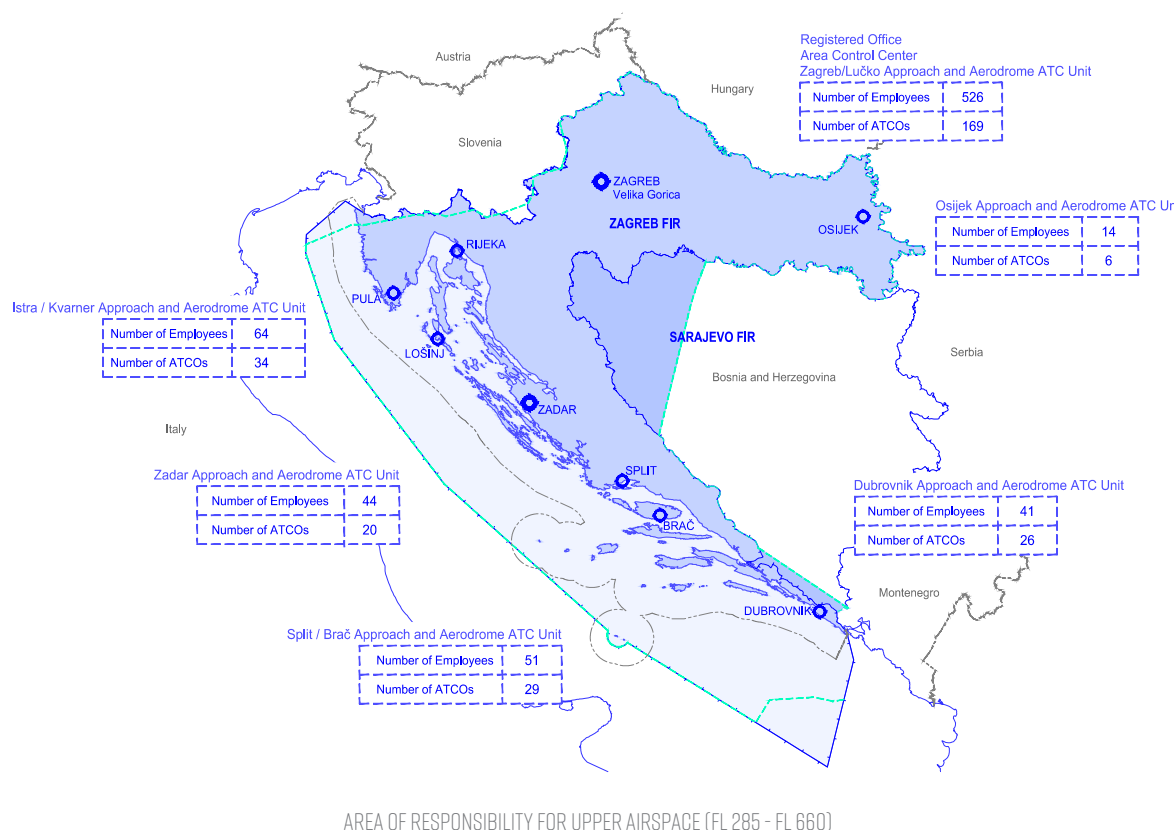 Austria
Registered Office
Area Control Center
Zagreb/Lučko Approach and Aerodrome ATC Unit
Number of Employees 526
Number of ATCOs 169
Hungary
Slovenia
ZAGREB
Velika Gorica
ZAGREB FIR
OSIJEK
Osijek Approach and Aerodrome ATC Ur
Number of Employees 14
Number of ATCOs 6
RIJEKA
PULA
LOŠINJ
Istra / Kvarner Approach and Aerodrome ATC Unit
Number of Employees 64
Number of ATCOs 34
SARAJEVO FIR
Bosnia and Herzegovina
Serbia
ZADAR
Italy
Zadar Approach and Aerodrome ATC Unit
Number of Employees 44
Number of ATCOs 20
SPLIT
BRAČ
Dubrovnik Approach and Aerodrome ATC Unit
Number of Employees 41
Number of ATCOs 26
Montenegro
DUBROVNIK
Split / Brač Approach and Aerodrome ATC Unit
Number of Employees 51
Number of ATCOs 29
AREA OF RESPONSIBILITY FOR UPPER AIRSPACE (FL 285 - FL 660)